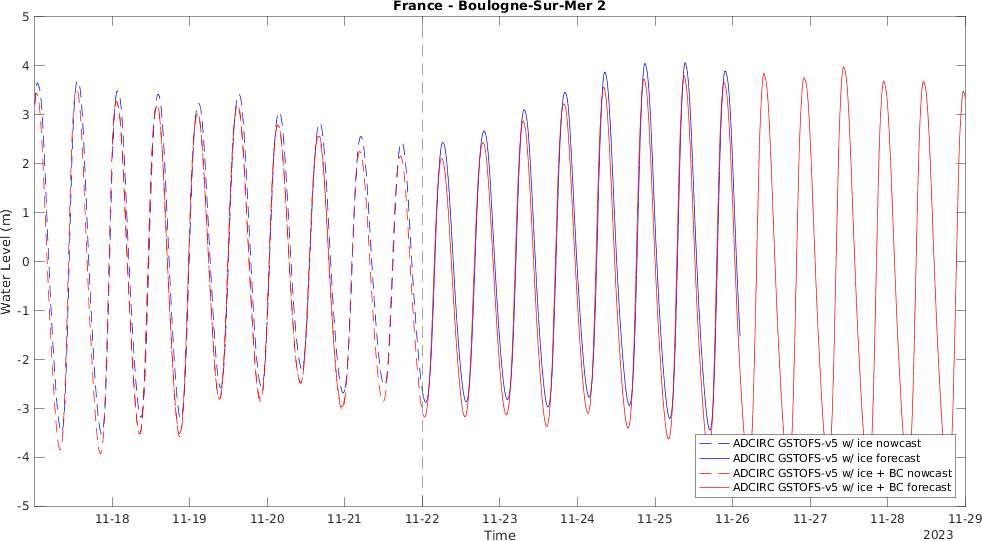 France - Boulogne-Sur-Mer 2
5
4
3
2
1
0
-1
-2
-3
-4
-5
Water Level (m)
ADCIRC GSTOFS-v5 w/ ice nowcast
ADCIRC GSTOFS-v5 w/ ice forecast
ADCIRC GSTOFS-v5 w/ ice + BC nowcast
ADCIRC GSTOFS-v5 w/ ice + BC forecast
11-18 11-19 11-20 11-21 11-22 11-23 11-24 11-25 11-26 11-27 11-28 11-29
Time
2023